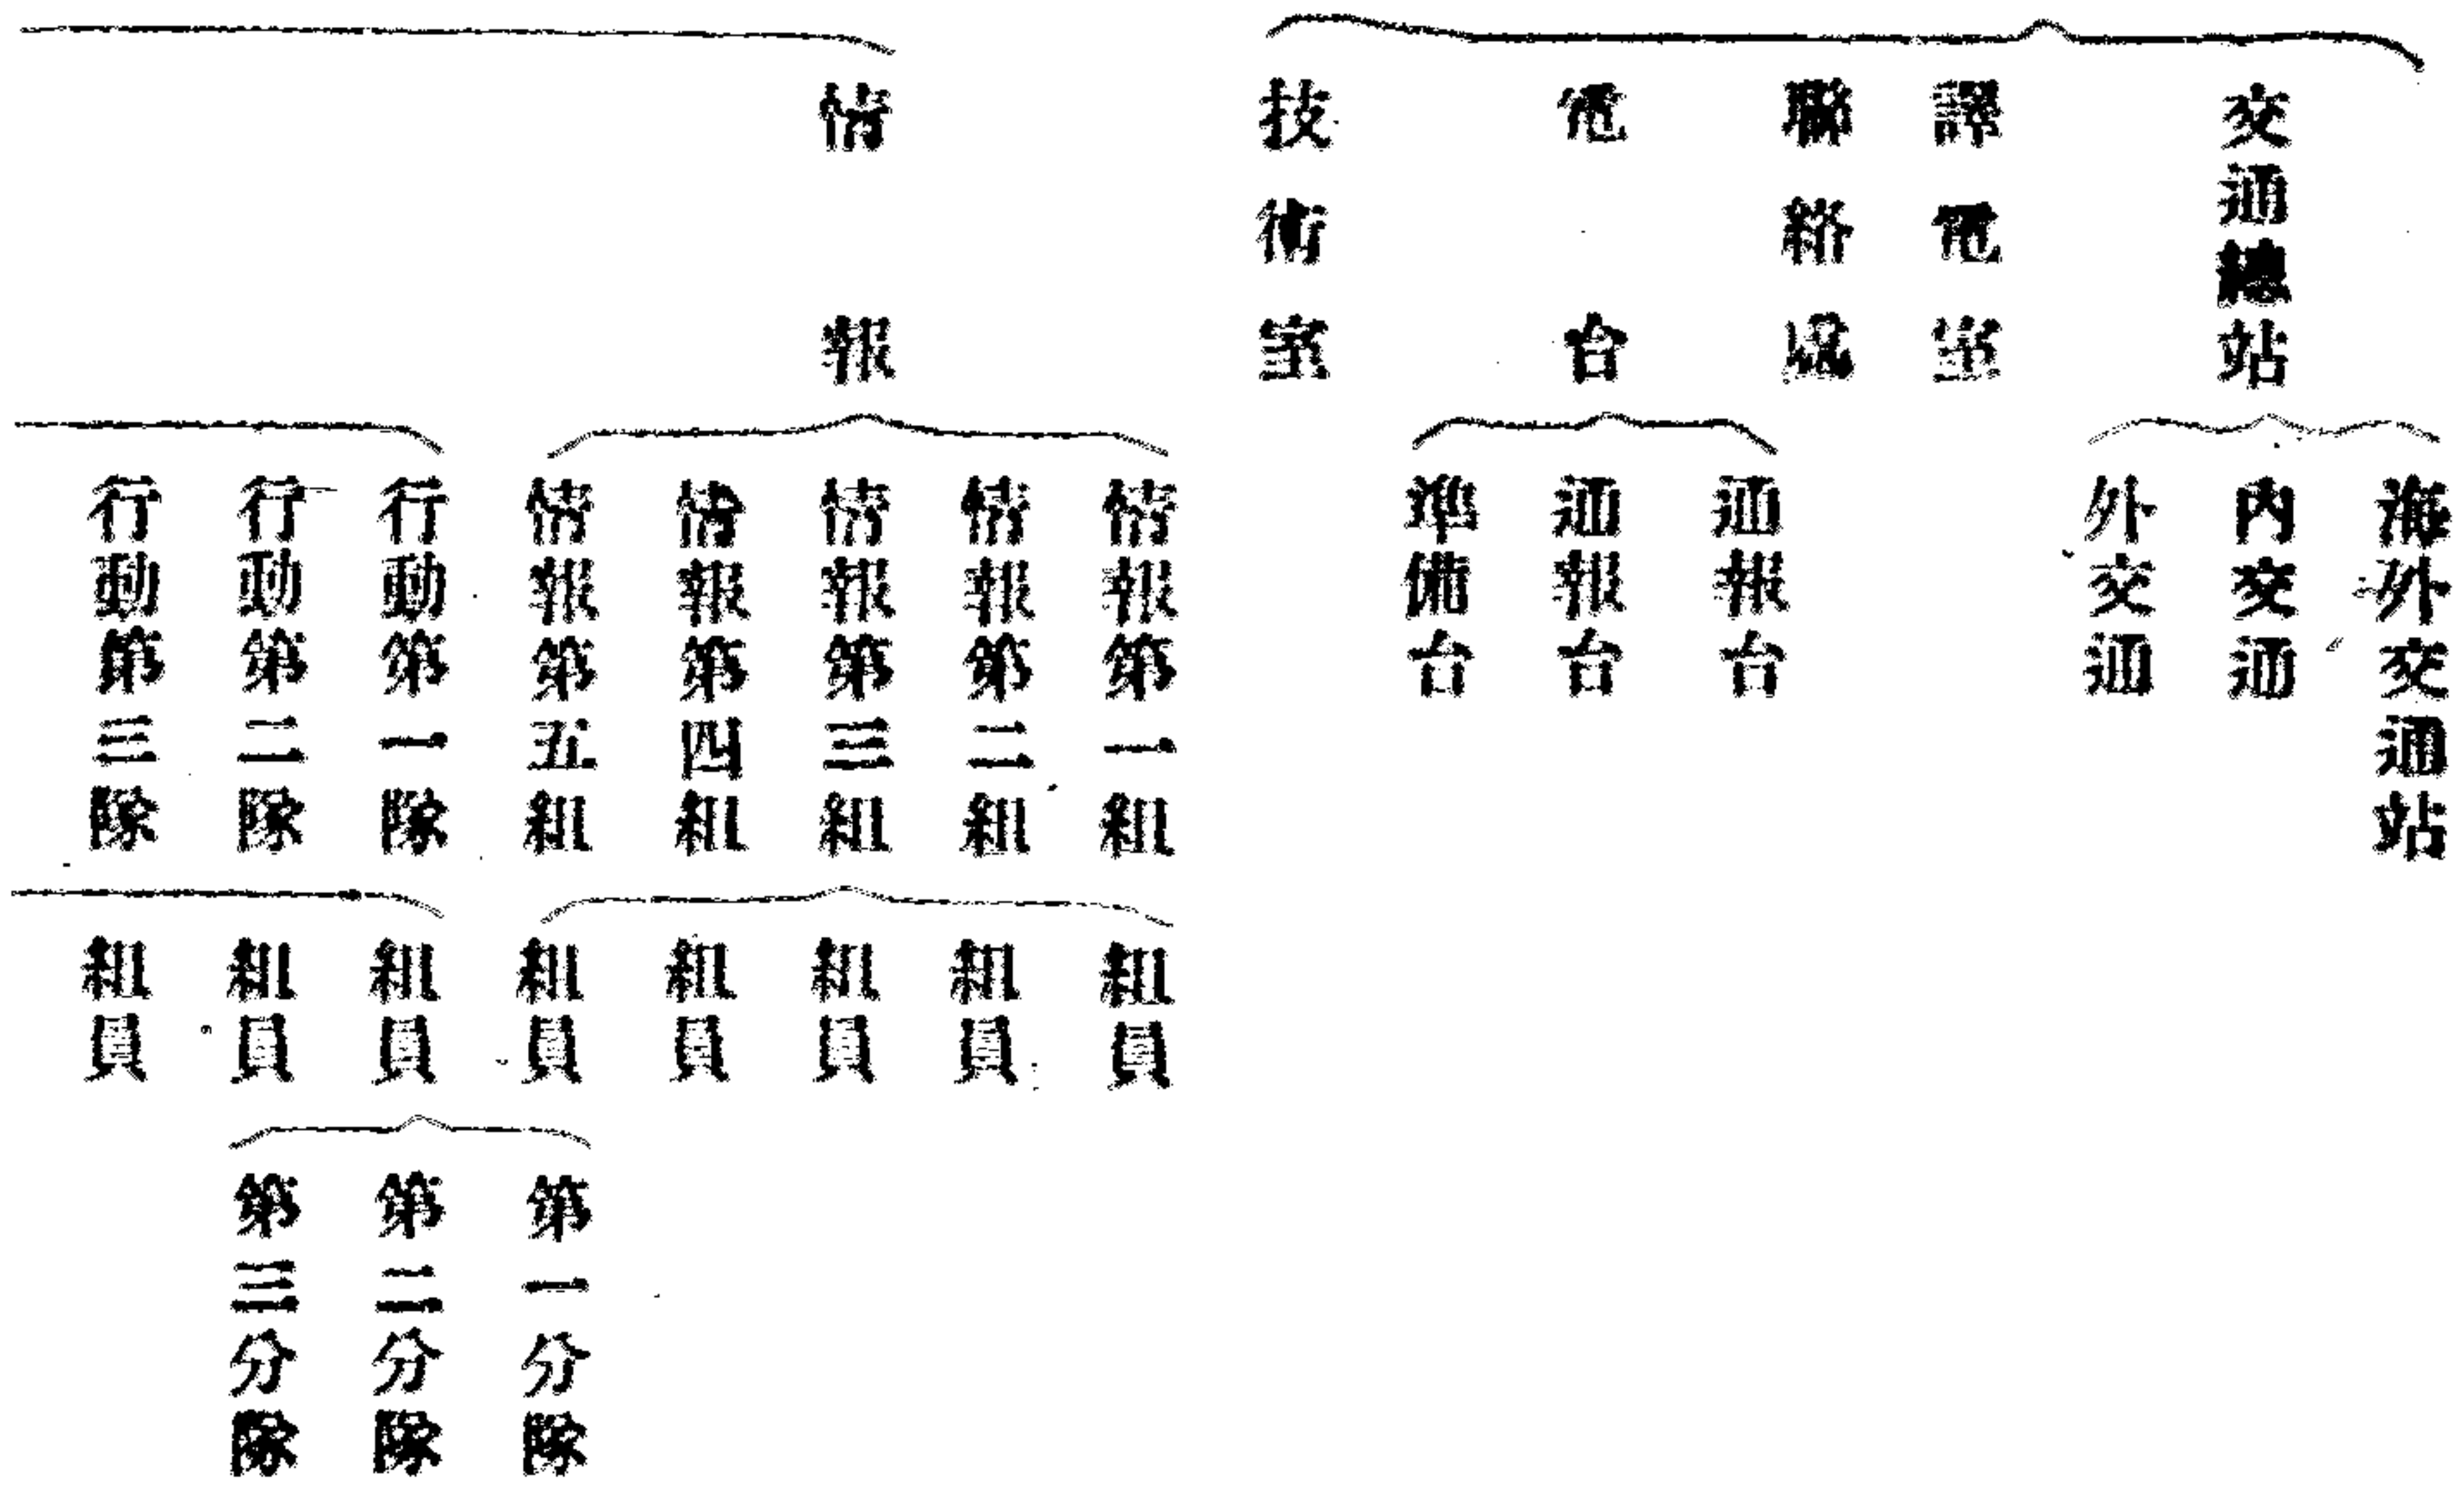 交通總站
譯電室
聯絡
電台
技術室
情報
海外交通站
內交通
外交通
通報台
通報台
準備台
情報第一組
情報第二組
情報第三組
情報第四組
情報第五組
行動第一隊
行動第二隊
行動第三隊
組員
組員
組員
組員
組員
組員
組員
組員
第一分隊
第二分隊
第三分隊